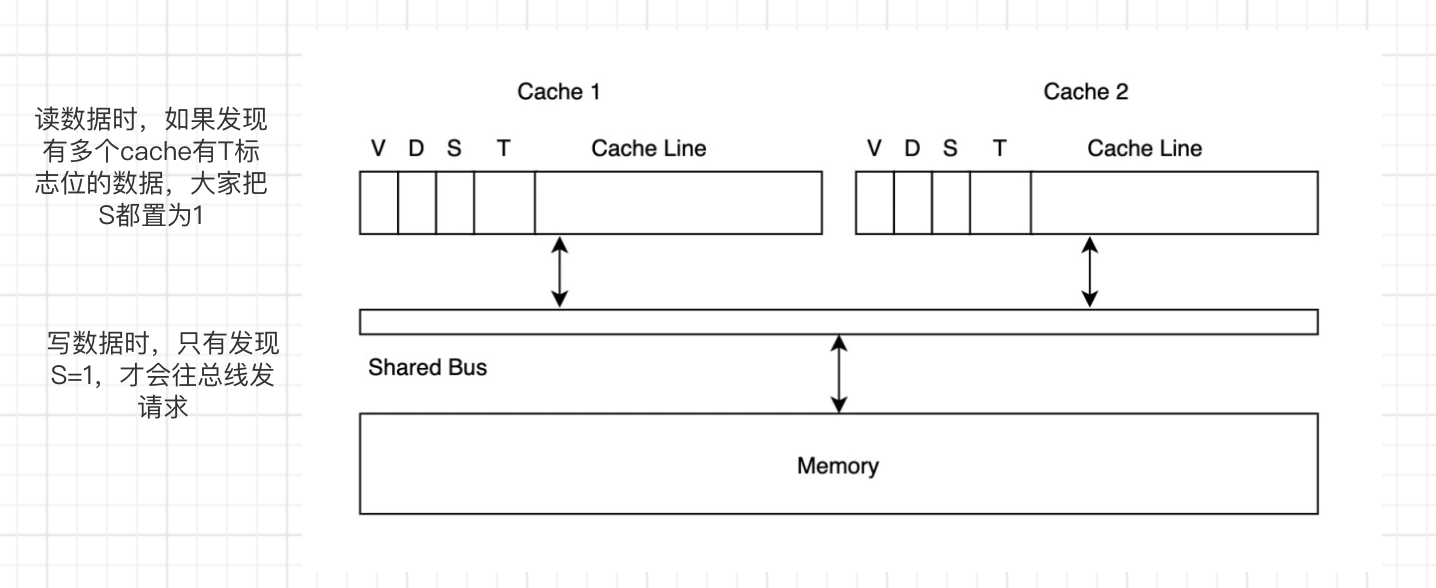 Cache 1
Cache 2
读数据时，如果发现
有多个cache有T标
志位的数据，大家把
S都置为1
V D S T Cache Line
V D S T Cache Line
写数据时，只有发现
S=1，才会往总线发
请求
Shared Bus
Memory